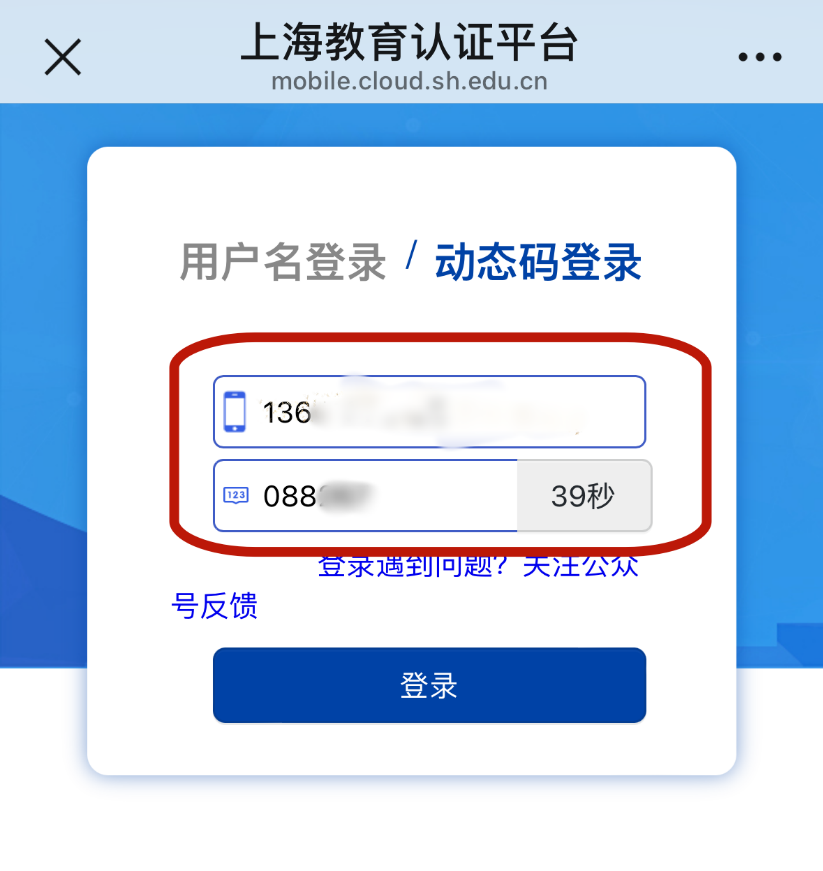 上海教育认证平台
mobile.cloud.sh.edu.cn
用户名登录 / 动态码登录
136
123 088 39秒
登录遇到问题？关注公众
号反馈
登录